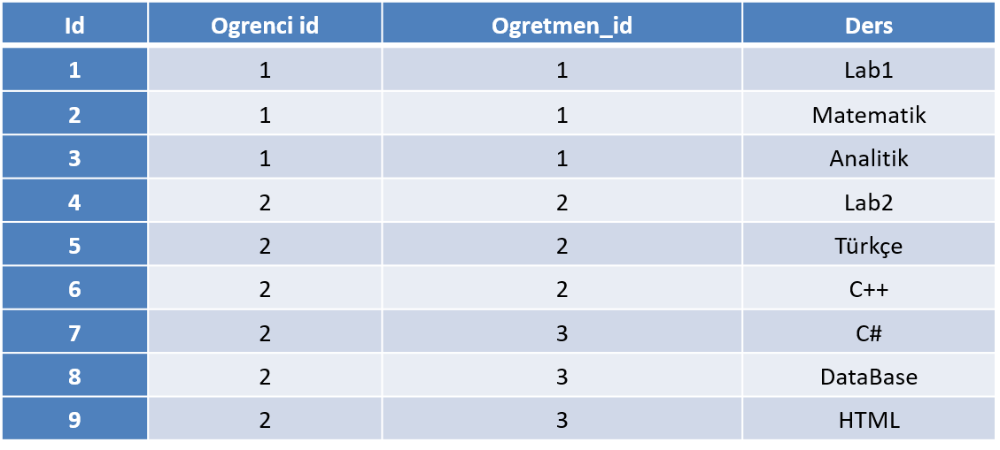 Id Ogrenci id Ogretmen_id Ders
1 1 1 Lab1
2 1 1 Matematik
3 1 1 Analitik
4 2 2 Lab2
5 2 2 Türkçe
6 2 2 C++
7 2 3 C#
8 2 3 DataBase
9 2 3 HTML